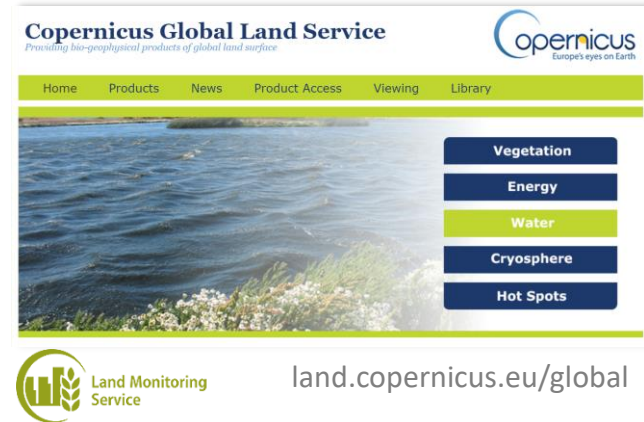 Copernicus Global Land Service
Providing bio-geophysical products of global land surface
opernicus
Europe's eyes on Earth
Home Products News Product Access Viewing Library
Vegetation
Energy
Water
Cryosphere
Hot Spots
Land Monitoring
Service
land.copernicus.eu/global